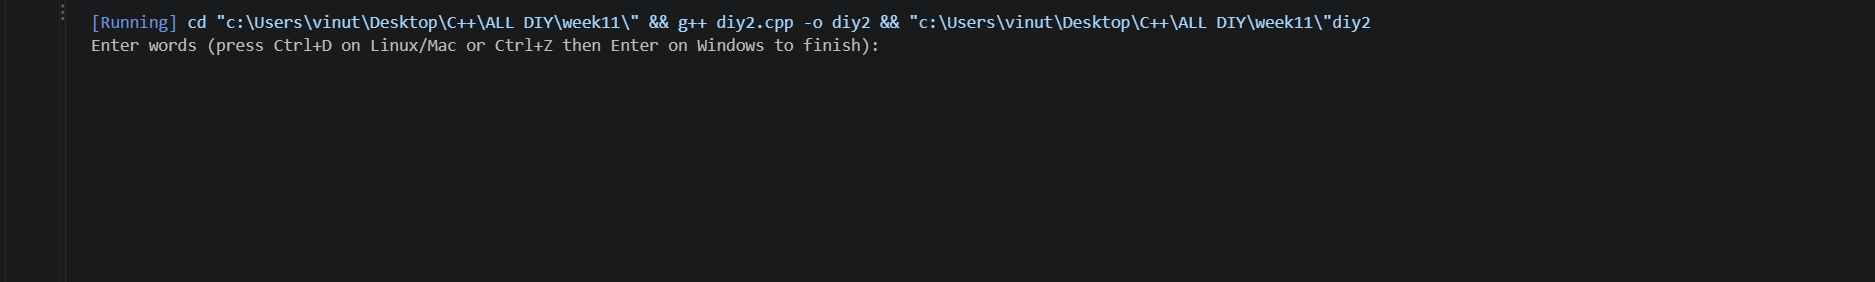 [Running] cd "c:\Users\vinut\Desktop\C++\ALL DIY\week11\" && g++ diy2.cpp -o diy2 && "c:\Users\vinut\Desktop\C++\ALL DIY\week11\"diy2
Enter words (press Ctrl+D on Linux/Mac or Ctrl+Z then Enter on Windows to finish):